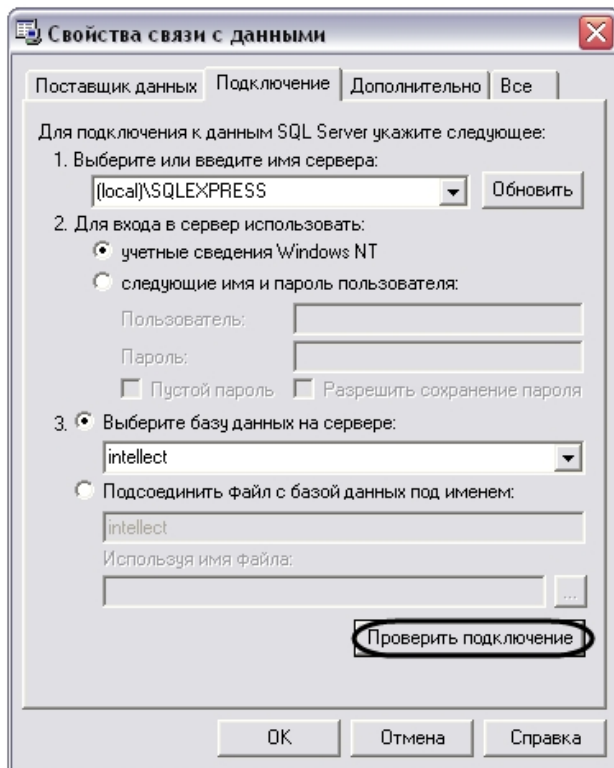 Свойства связи с данными
Поставщик данных Подключение Дополнительно Все
Для подключения к данным SQL Server укажите следующее:
1. Выберите или введите имя сервера:
(local)\SQLEXPRESS Обновить
2. Для входа в сервер использовать:
учетные сведения Windows NT
следующие имя и пароль пользователя:
Пользователь:
Пароль:
Пустой пароль Разрешить сохранение пароля
3. Выберите базу данных на сервере:
intellect
Подсоединить файл с базой данных под именем:
intellect
Используя имя файла:
...
Проверить подключение
OK Отмена Справка